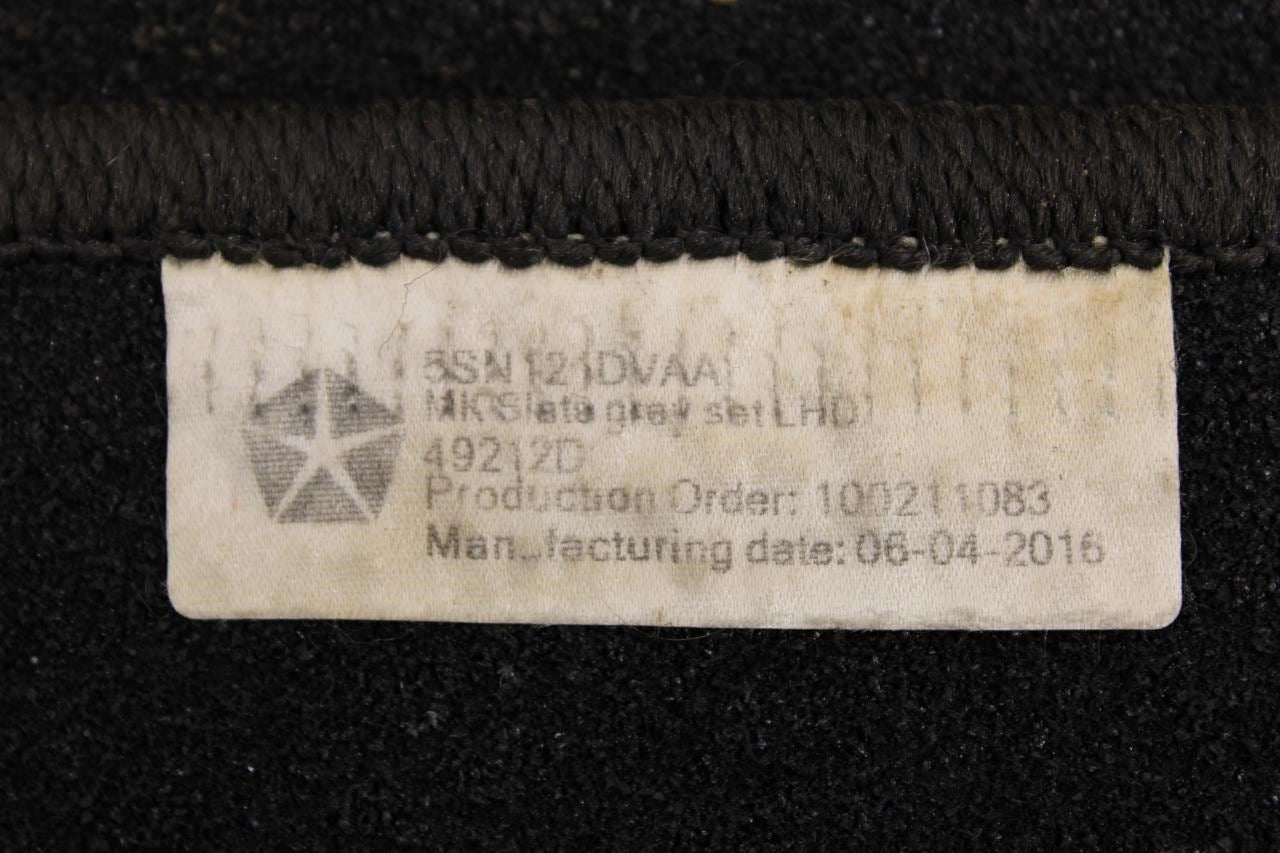 5SN121DVAA
MK Slate grey set LHD
49212D
Production Order: 100211083
Manufacturing date: 06-04-2016